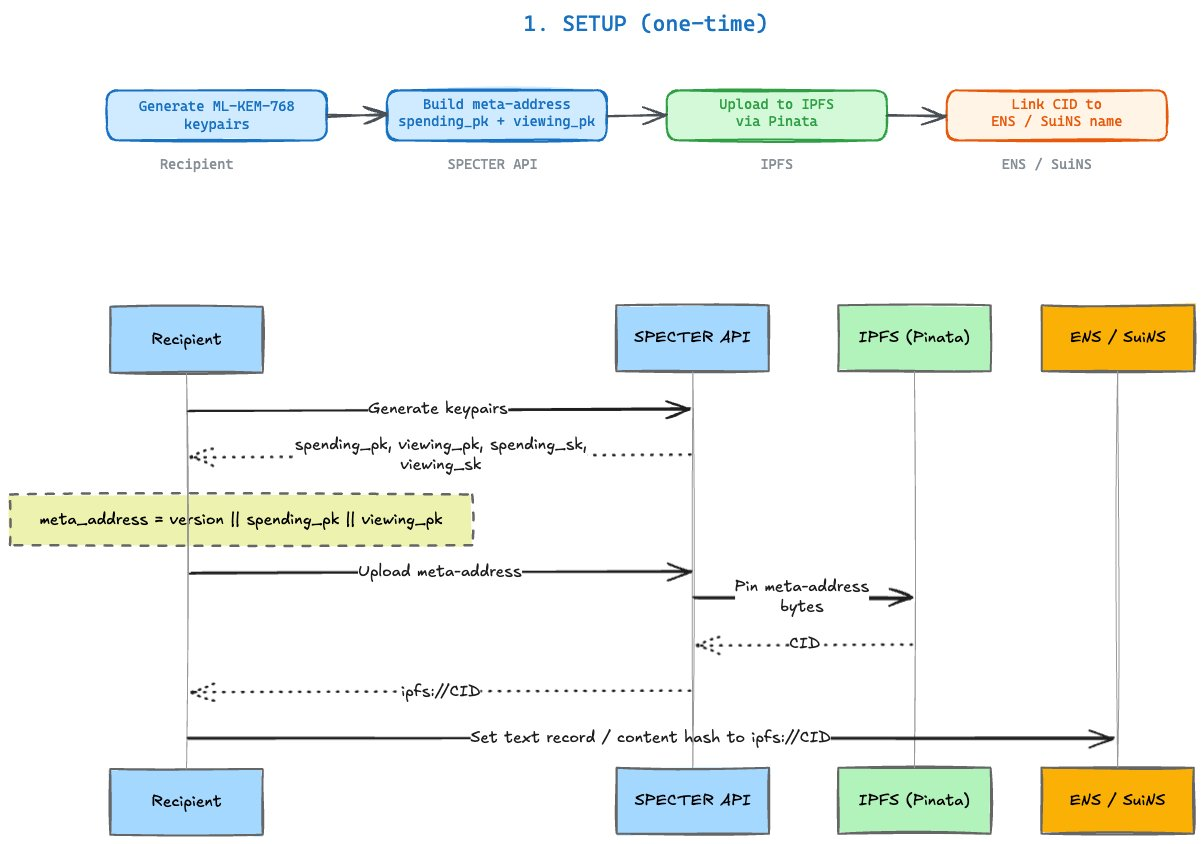 1. SETUP (one-time)
Generate ML-KEM-768
keypairs
Build meta-address
spending_pk + viewing_pk
Upload to IPFS
via Pinata
Link CID to
ENS / SuiNS name
Recipient
SPECTER API
IPFS
ENS / SuiNS
Recipient
SPECTER API
IPFS (Pinata)
ENS / SuiNS
Generate keypairs
spending_pk, viewing_pk, spending_sk,
viewing_sk
meta_address = version || spending_pk || viewing_pk
Upload meta-address
Pin meta-address
bytes
CID
ipfs://CID
Set text record / content hash to ipfs://CID
Recipient
SPECTER API
IPFS (Pinata)
ENS / SuiNS